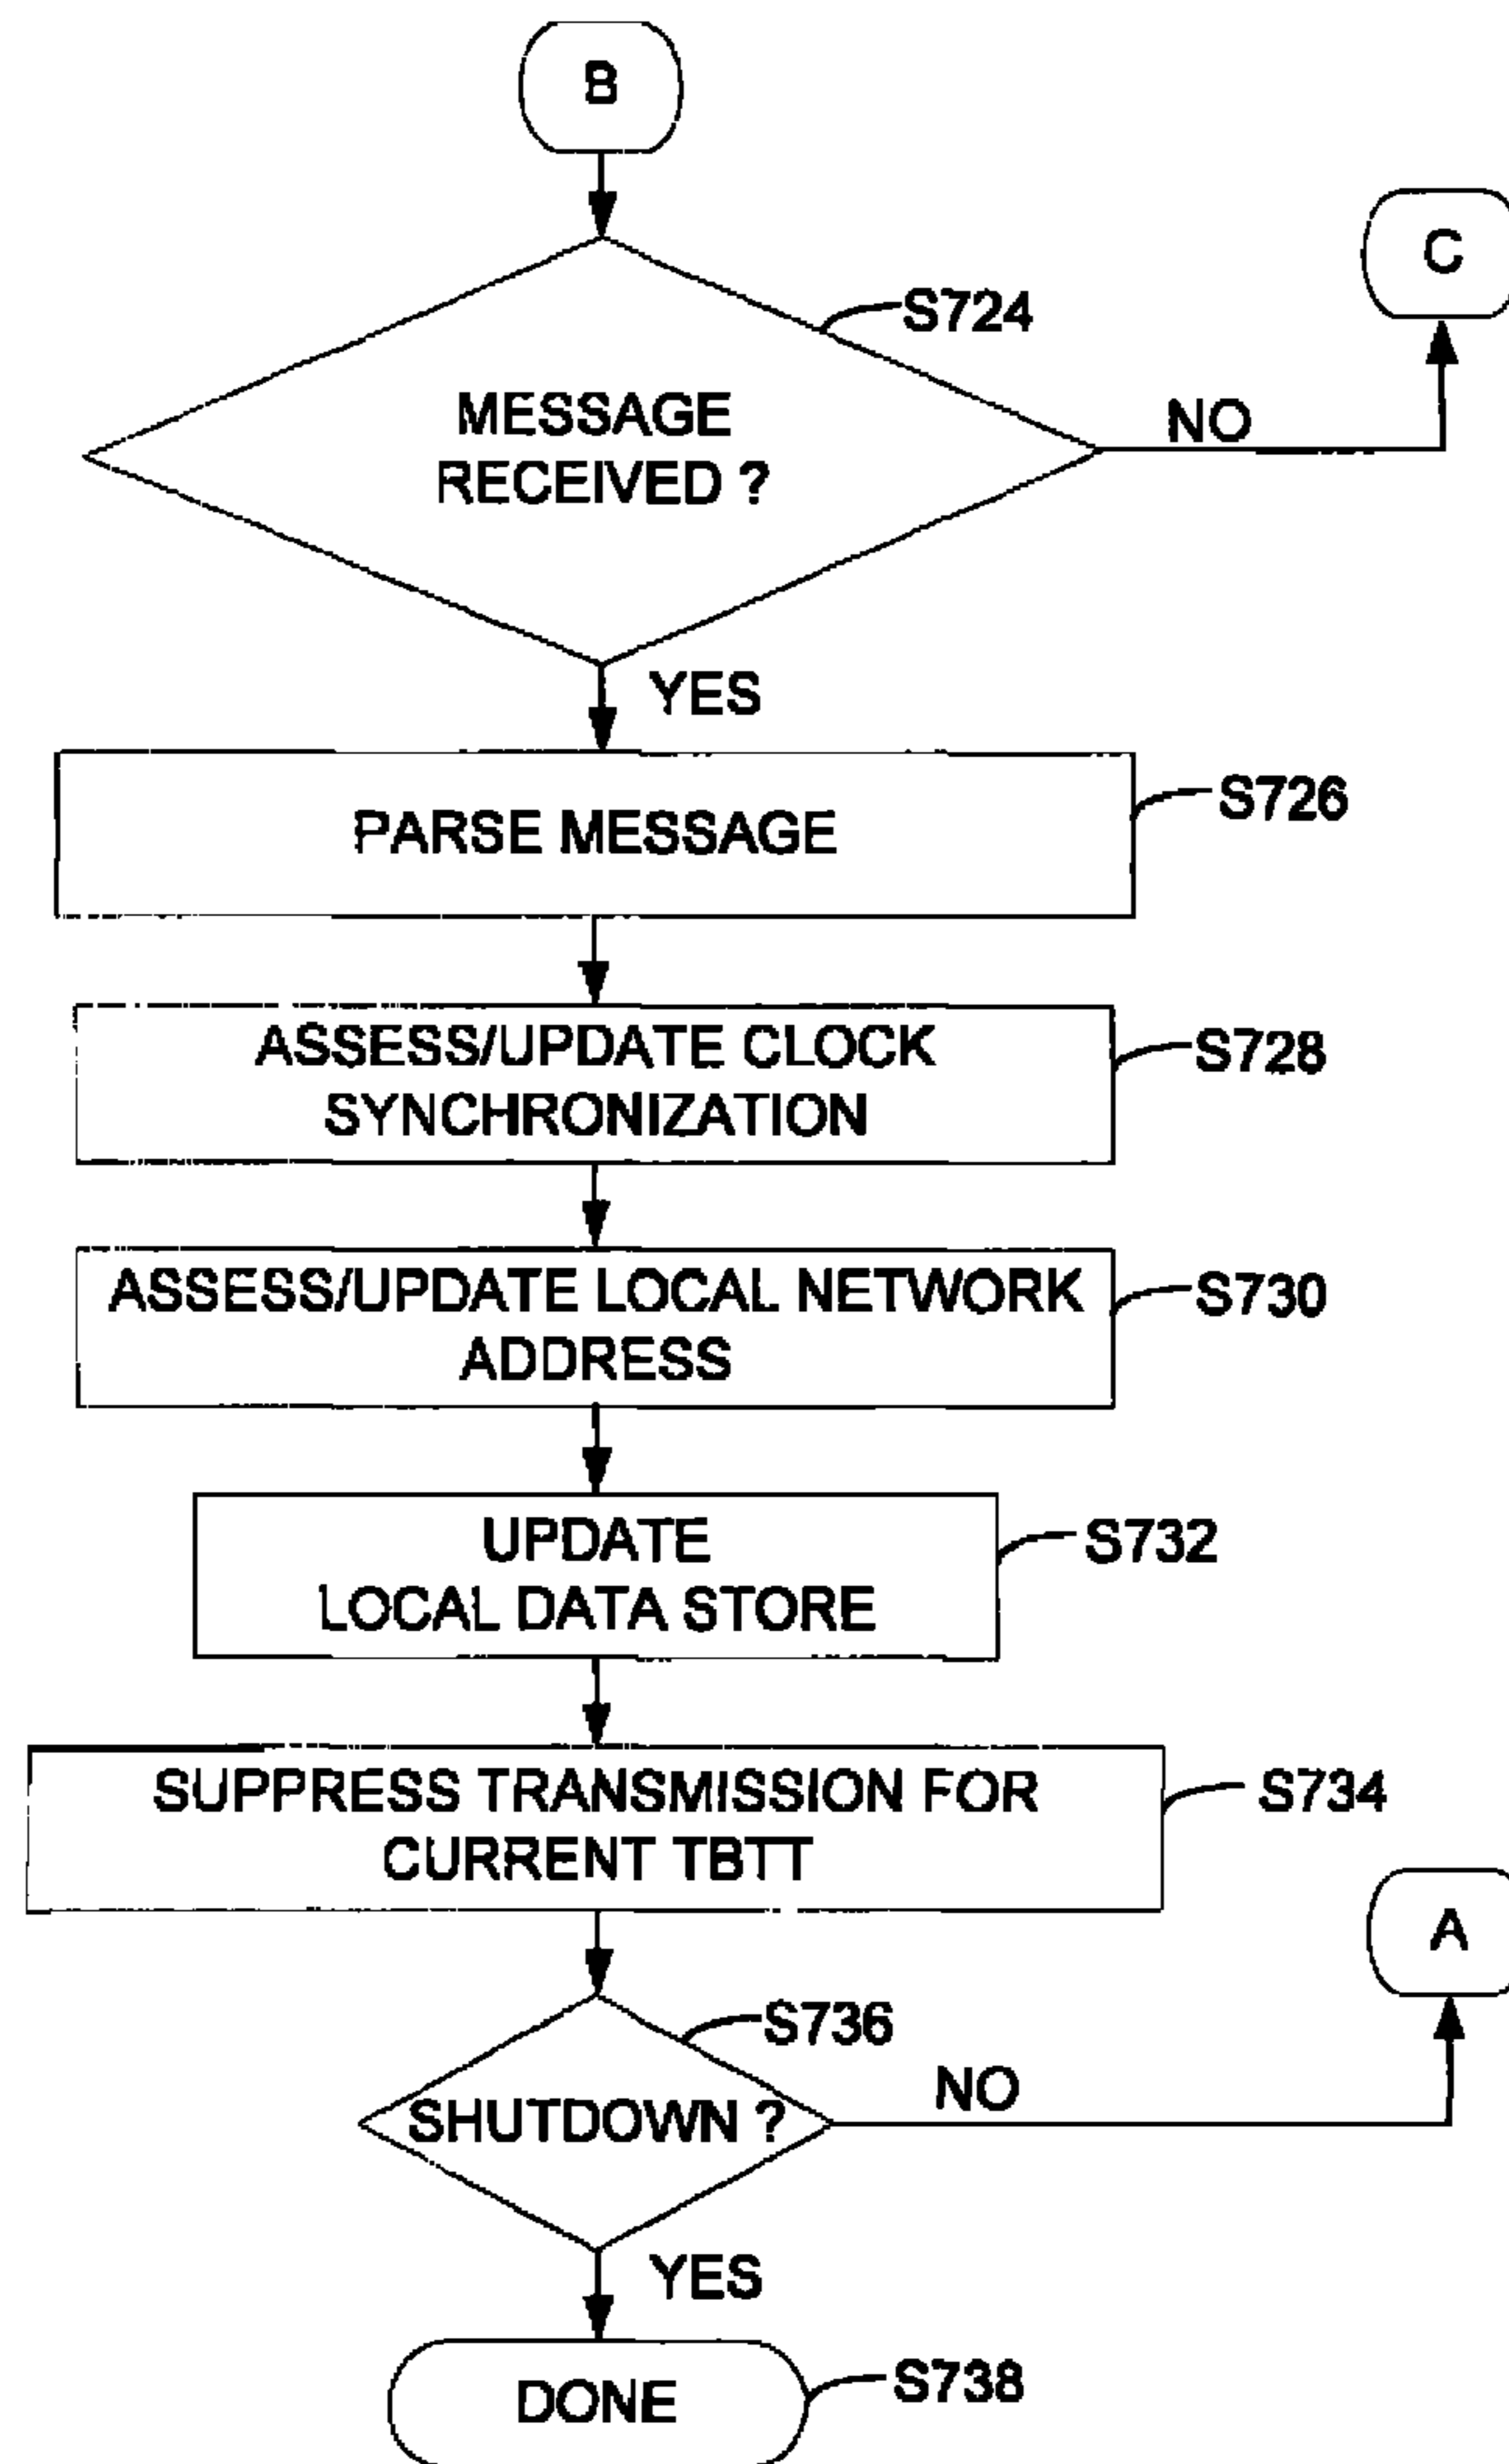 B
C
S724
MESSAGE
RECEIVED ?
NO
YES
PARSE MESSAGE
S726
ASSESS/UPDATE CLOCK
SYNCHRONIZATION
S728
ASSESS/UPDATE LOCAL NETWORK
ADDRESS
S730
UPDATE
LOCAL DATA STORE
S732
SUPPRESS TRANSMISSION FOR
CURRENT TBTT
S734
A
S736
SHUTDOWN ?
NO
YES
DONE
S738